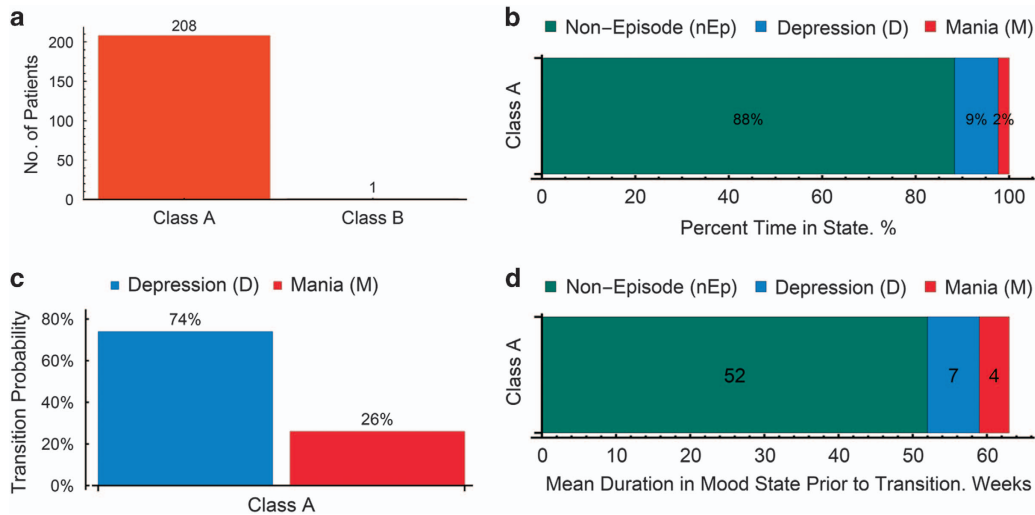 a
208
200
150
100
50
0
No. of Patients
1
Class A
Class B
b
Non–Episode (nEp) Depression (D) Mania (M)
Class A
88%
9%
2%
0 20 40 60 80 100
Percent Time in State. %
c
Depression (D) Mania (M)
Transition Probability
80%
60%
40%
20%
0%
74%
26%
Class A
d
Non–Episode (nEp) Depression (D) Mania (M)
Class A
52
7
4
0 10 20 30 40 50 60
Mean Duration in Mood State Prior to Transition. Weeks